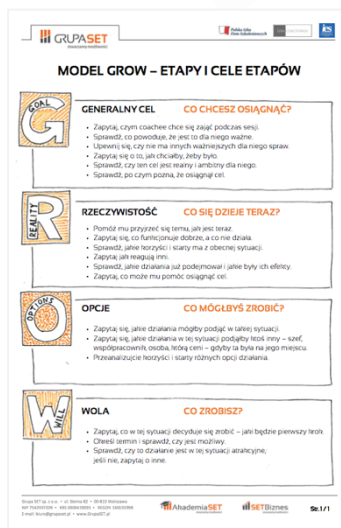 GRUPASET
MODEL GROW – ETAPY I CELE ETAPÓW
GOAL
G
GENERALNY CEL CO CHCESZ OSIĄGNĄĆ?
• Zapytaj, czym coachee chce się zająć podczas sesji.
• Sprawdź, co powoduje, że jest to dla niego ważne.
• Upewnij się, czy nie ma innych ważniejszych dla niego spraw.
• Zapytaj się o to, jak chciałby, żeby było.
• Sprawdź, czy ten cel jest realny i ambitny dla niego.
• Sprawdź, po czym pozna, że osiągnął cel.
REALITY
R
RZECZYWISTOŚĆ CO SIĘ DZIEJE TERAZ?
• Pomóż mu przyjrzeć się temu, jak jest teraz.
• Zapytaj się, co funkcjonuje dobrze, a co nie działa.
• Sprawdź, jakie korzyści i starty ma z obecnej sytuacji.
• Zapytaj jak reagują inni.
• Sprawdź, jakie działania już podejmował i jakie były ich efekty.
• Zapytaj, co może mu pomóc osiągnąć cel.
OPTIONS
O
OPCJE CO MÓGŁBYŚ ZROBIĆ?
• Zapytaj się, jakie działania mógłby podjąć w takiej sytuacji.
• Zapytaj się, jakie działania w tej sytuacji podjąłby ktoś inny – szef,
współpracownik, osoba, którą ceni – gdyby ta była na jego miejscu.
• Przeanalizujcie korzyści i starty różnych opcji działania.
WILL
W
WOLA CO ZROBISZ?
• Zapytaj, co w tej sytuacji decyduje się zrobić – jaki będzie pierwszy krok.
• Określ termin i sprawdź, czy jest możliwy.
• Sprawdź, czy to działanie jest w tej sytuacji atrakcyjne,
jeśli nie, zapytaj o inne.
AkademiaSET
SETBiznes
Str.1/1